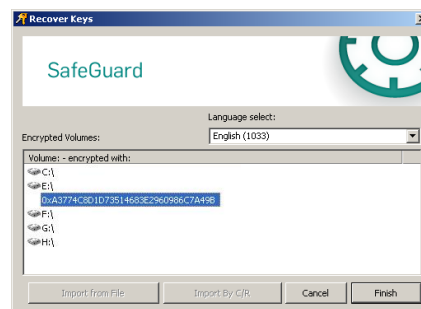 Recover Keys
SafeGuard
Language select:
Encrypted Volumes:
English (1033)
Volume: - encrypted with:
C:\
E:\
0xA3774C8D1D73514683E2960986C7A49B
F:\
G:\
H:\
Import from File
Import By C/R
Cancel
Finish